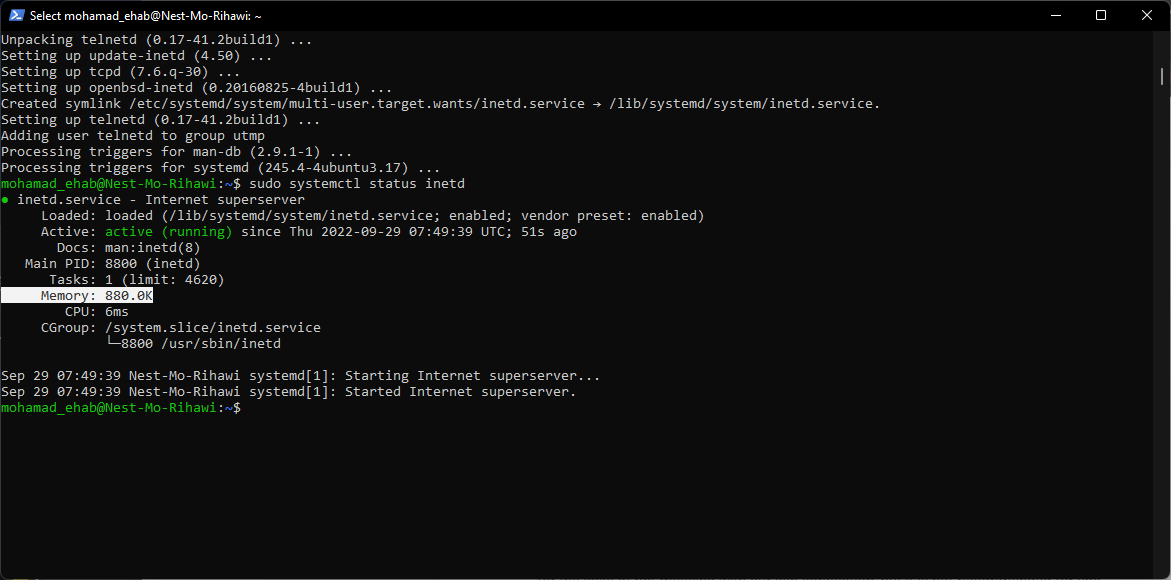 Select mohamad_ehab@Nest-Mo-Rihawi: ~
Unpacking telnetd (0.17-41.2build1) ...
Setting up update-inetd (4.50) ...
Setting up tcpd (7.6.q-30) ...
Setting up openbsd-inetd (0.20160825-4build1) ...
Created symlink /etc/systemd/system/multi-user.target.wants/inetd.service → /lib/systemd/system/inetd.service.
Setting up telnetd (0.17-41.2build1) ...
Adding user telnetd to group utmp
Processing triggers for man-db (2.9.1-1) ...
Processing triggers for systemd (245.4-4ubuntu3.17) ...
mohamad_ehab@Nest-Mo-Rihawi:~$ sudo systemctl status inetd
● inetd.service - Internet superserver
     Loaded: loaded (/lib/systemd/system/inetd.service; enabled; vendor preset: enabled)
     Active: active (running) since Thu 2022-09-29 07:49:39 UTC; 51s ago
       Docs: man:inetd(8)
   Main PID: 8800 (inetd)
      Tasks: 1 (limit: 4620)
     Memory: 880.0K
        CPU: 6ms
     CGroup: /system.slice/inetd.service
             └─8800 /usr/sbin/inetd
Sep 29 07:49:39 Nest-Mo-Rihawi systemd[1]: Starting Internet superserver...
Sep 29 07:49:39 Nest-Mo-Rihawi systemd[1]: Started Internet superserver.
mohamad_ehab@Nest-Mo-Rihawi:~$